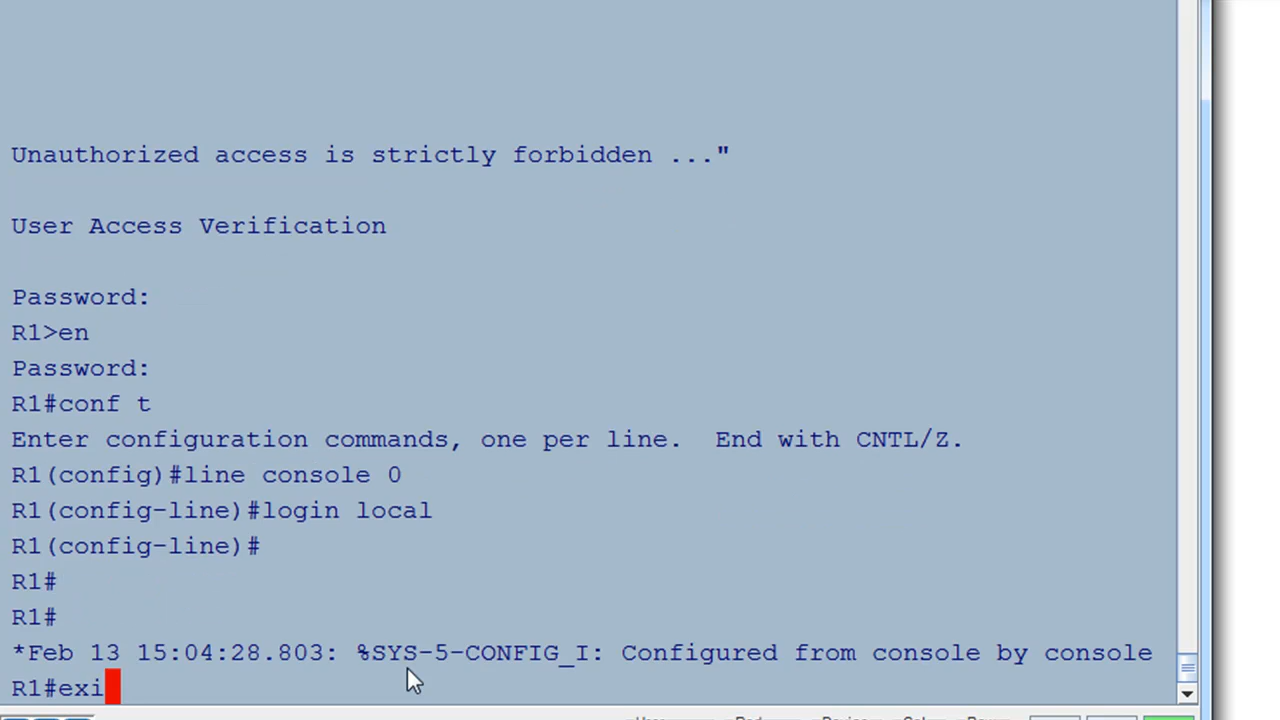 Unauthorized access is strictly forbidden ..."
User Access Verification
Password:
R1>en
Password:
R1#conf t
Enter configuration commands, one per line.  End with CNTL/Z.
R1(config)#line console 0
R1(config-line)#login local
R1(config-line)#
R1#
R1#
*Feb 13 15:04:28.803: %SYS-5-CONFIG_I: Configured from console by console
R1#exi